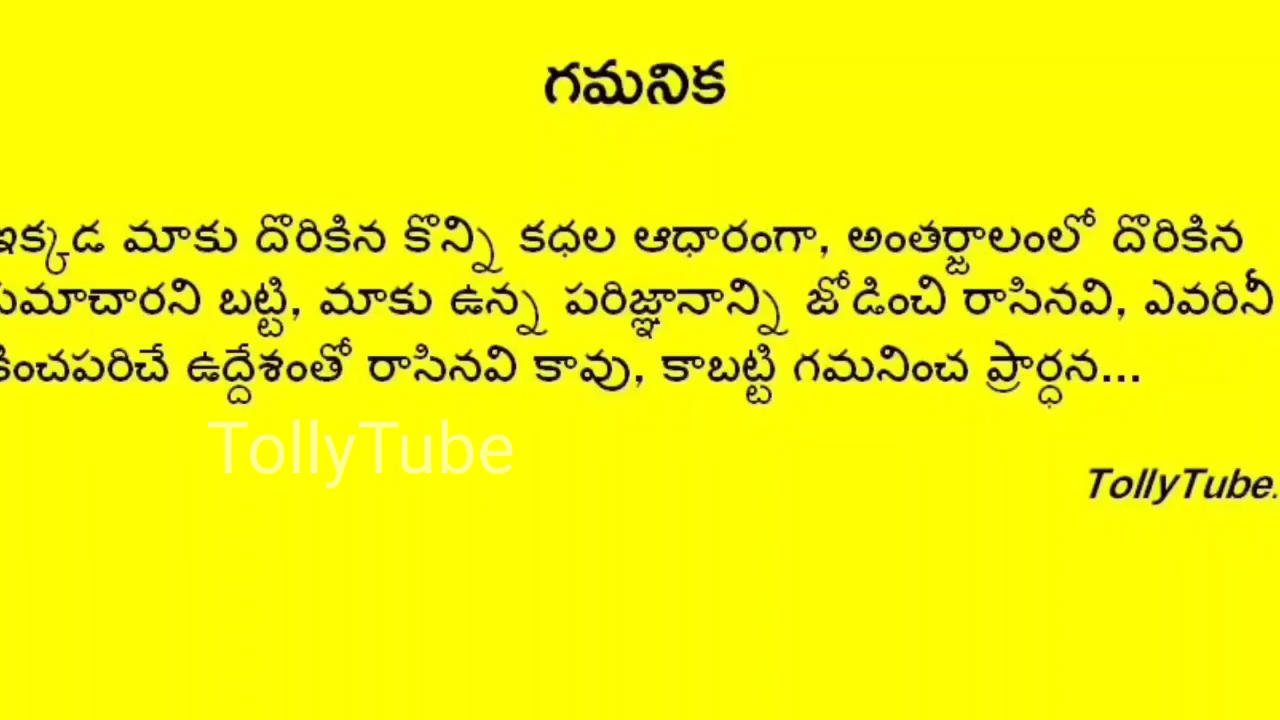 గమనిక
ఇక్కడ మాకు దొరికిన కొన్ని కధల ఆధారంగా, అంతర్జాలంలో దొరికిన
సమాచారని బట్టి, మాకు ఉన్న పరిజ్ఞానాన్ని జోడించి రాసినవి, ఎవరినీ
కించపరిచే ఉద్దేశంతో రాసినవి కావు, కాబట్టి గమనించ ప్రార్ధన...
TollyTube
TollyTube.